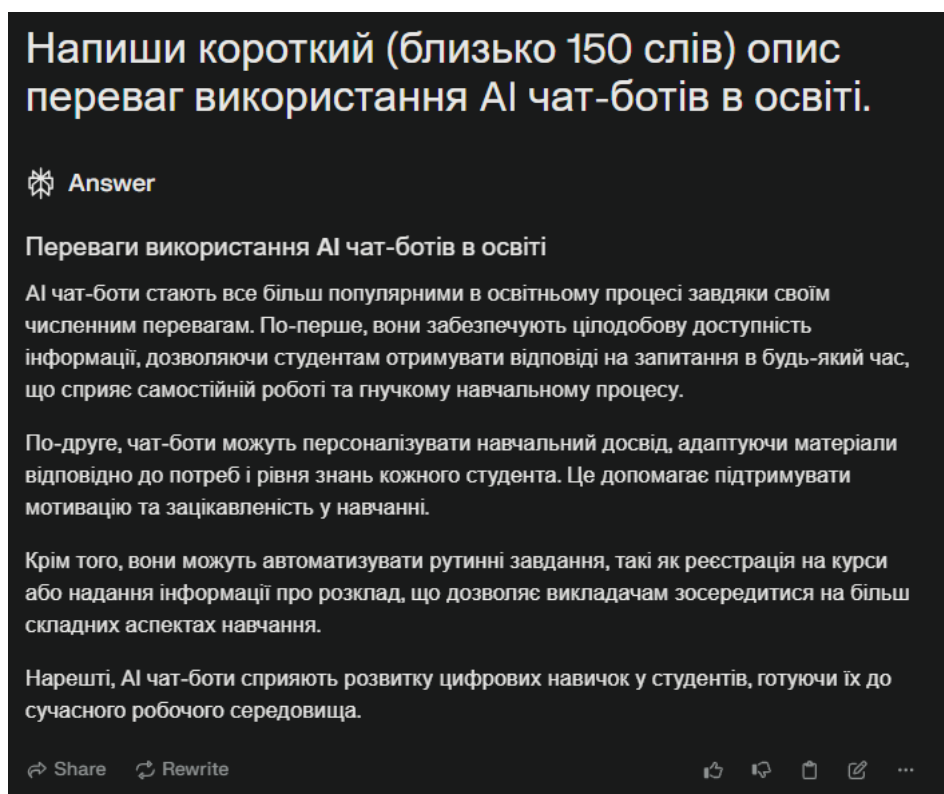 Напиши короткий (близько 150 слів) опис
переваг використання AI чат-ботів в освіті.
Answer
Переваги використання AI чат-ботів в освіті
AI чат-боти стають все більш популярними в освітньому процесі завдяки своїм
численним перевагам. По-перше, вони забезпечують цілодобову доступність
інформації, дозволяючи студентам отримувати відповіді на запитання в будь-який час,
що сприяє самостійній роботі та гнучкому навчальному процесу.
По-друге, чат-боти можуть персоналізувати навчальний досвід, адаптуючи матеріали
відповідно до потреб і рівня знань кожного студента. Це допомагає підтримувати
мотивацію та зацікавленість у навчанні.
Крім того, вони можуть автоматизувати рутинні завдання, такі як реєстрація на курси
або надання інформації про розклад, що дозволяє викладачам зосередитися на більш
складних аспектах навчання.
Нарешті, AI чат-боти сприяють розвитку цифрових навичок у студентів, готуючи їх до
сучасного робочого середовища.
Share Rewrite